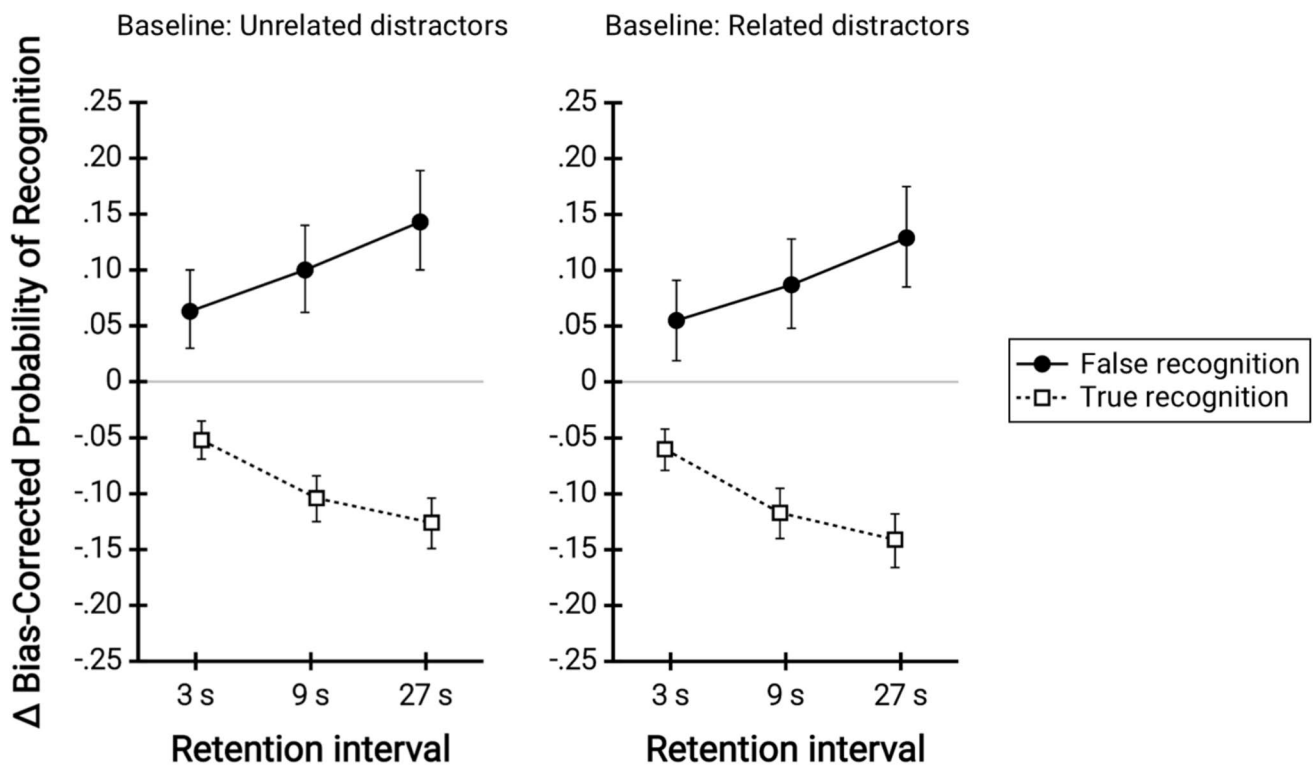 Δ Bias-Corrected Probability of Recognition
Baseline: Unrelated distractors
.25
.20
.15
.10
.05
0
-.05
-.10
-.15
-.20
-.25
3 s 9 s 27 s
Retention interval
Baseline: Related distractors
.25
.20
.15
.10
.05
0
-.05
-.10
-.15
-.20
-.25
3 s 9 s 27 s
Retention interval
False recognition
True recognition